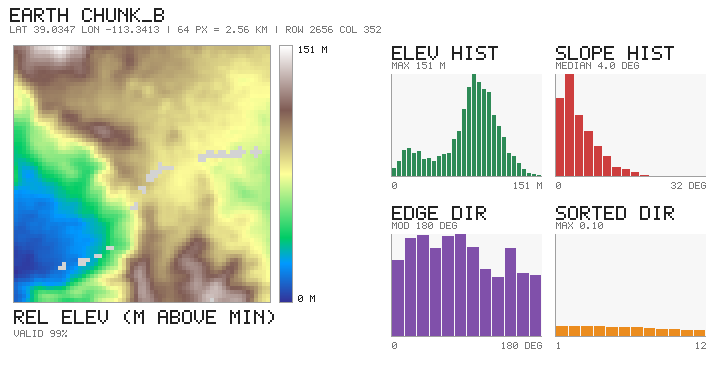 EARTH CHUNK_B
LAT 39.0347 LON -113.3413 | 64 PX = 2.56 KM | ROW 2656 COL 352
151 M
0 M
REL ELEV (M ABOVE MIN)
VALID 99%
ELEV HIST
MAX 151 M
0 151 M
SLOPE HIST
MEDIAN 4.0 DEG
0 32 DEG
EDGE DIR
MOD 180 DEG
0 180 DEG
SORTED DIR
MAX 0.10
1 12